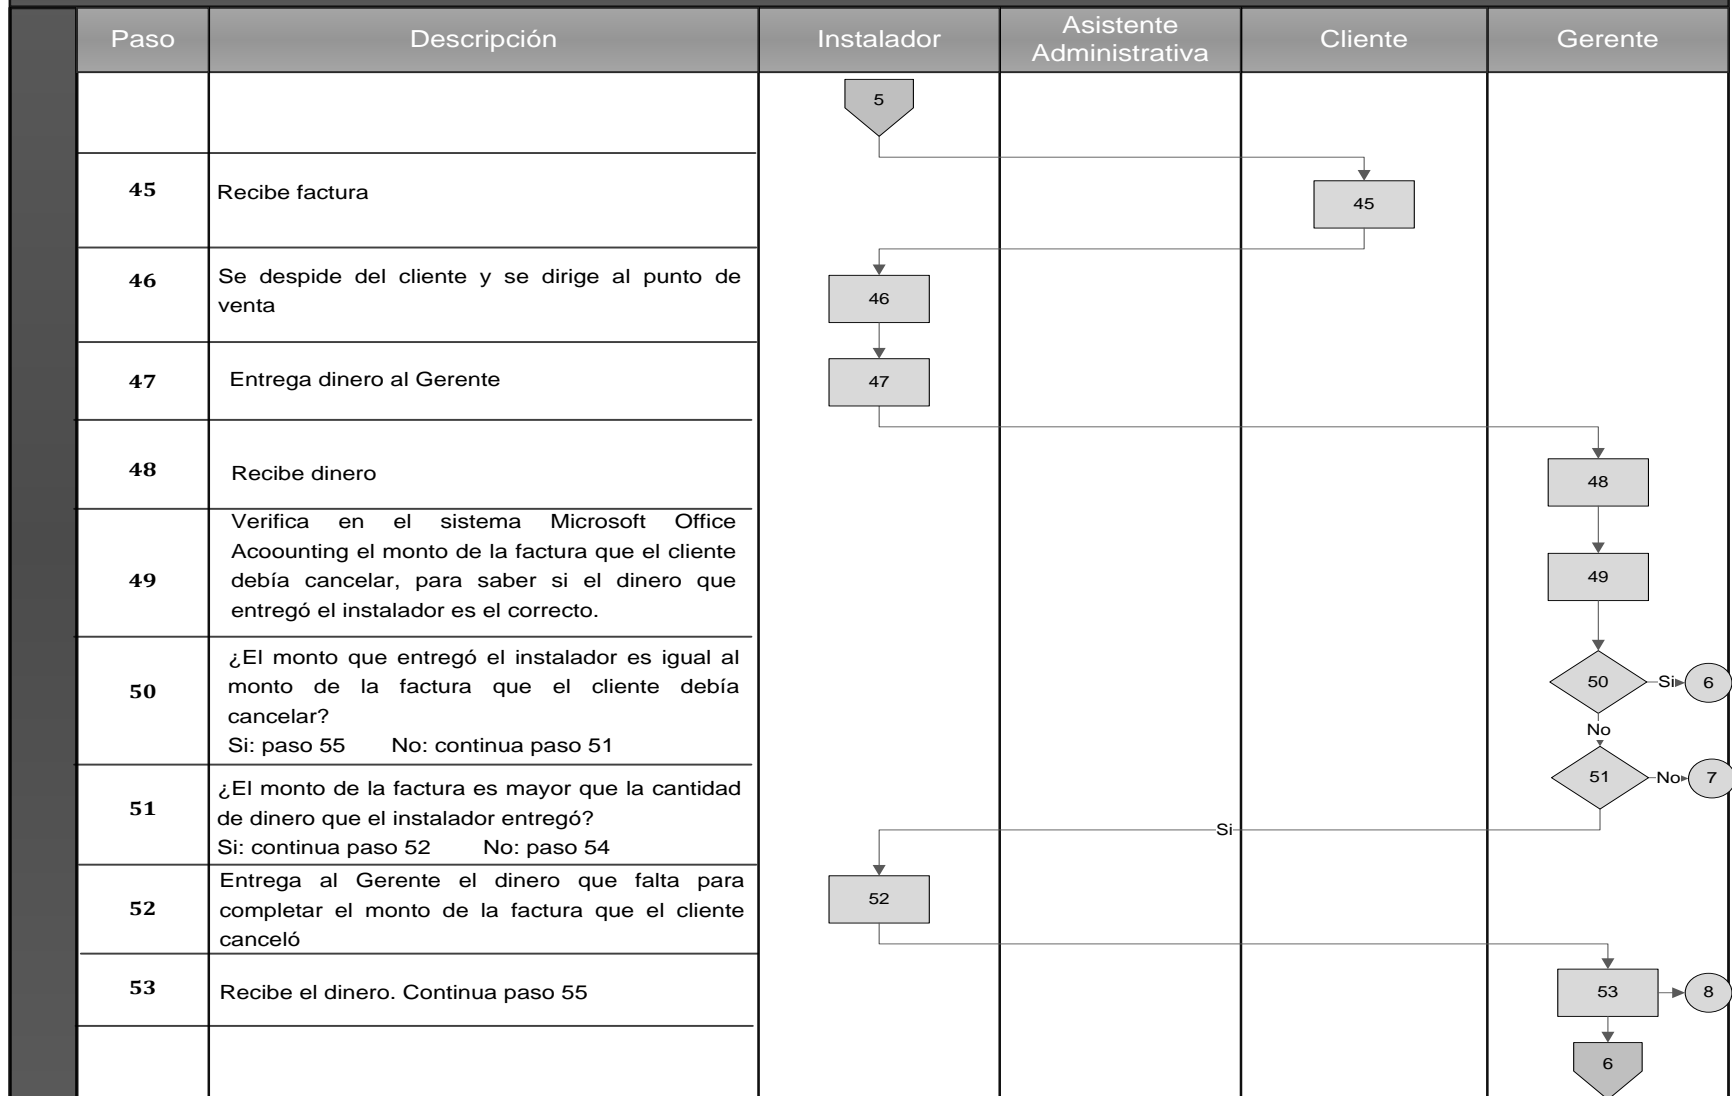 Paso Descripción Instalador Asistente Administrativa Cliente Gerente
5
45 Recibe factura
45
46 Se despide del cliente y se dirige al punto de
venta
46
47 Entrega dinero al Gerente
47
48 Recibe dinero
48
49 Verifica en el sistema Microsoft Office
Acoounting el monto de la factura que el cliente
debía cancelar, para saber si el dinero que
entregó el instalador es el correcto.
49
50 ¿El monto que entregó el instalador es igual al
monto de la factura que el cliente debía
cancelar?
Si: paso 55 No: continua paso 51
50 Si 6
No
51 ¿El monto de la factura es mayor que la cantidad
de dinero que el instalador entregó?
Si: continua paso 52 No: paso 54
51 No 7
Si
52 Entrega al Gerente el dinero que falta para
completar el monto de la factura que el cliente
canceló
52
53 Recibe el dinero. Continua paso 55
53 8
6